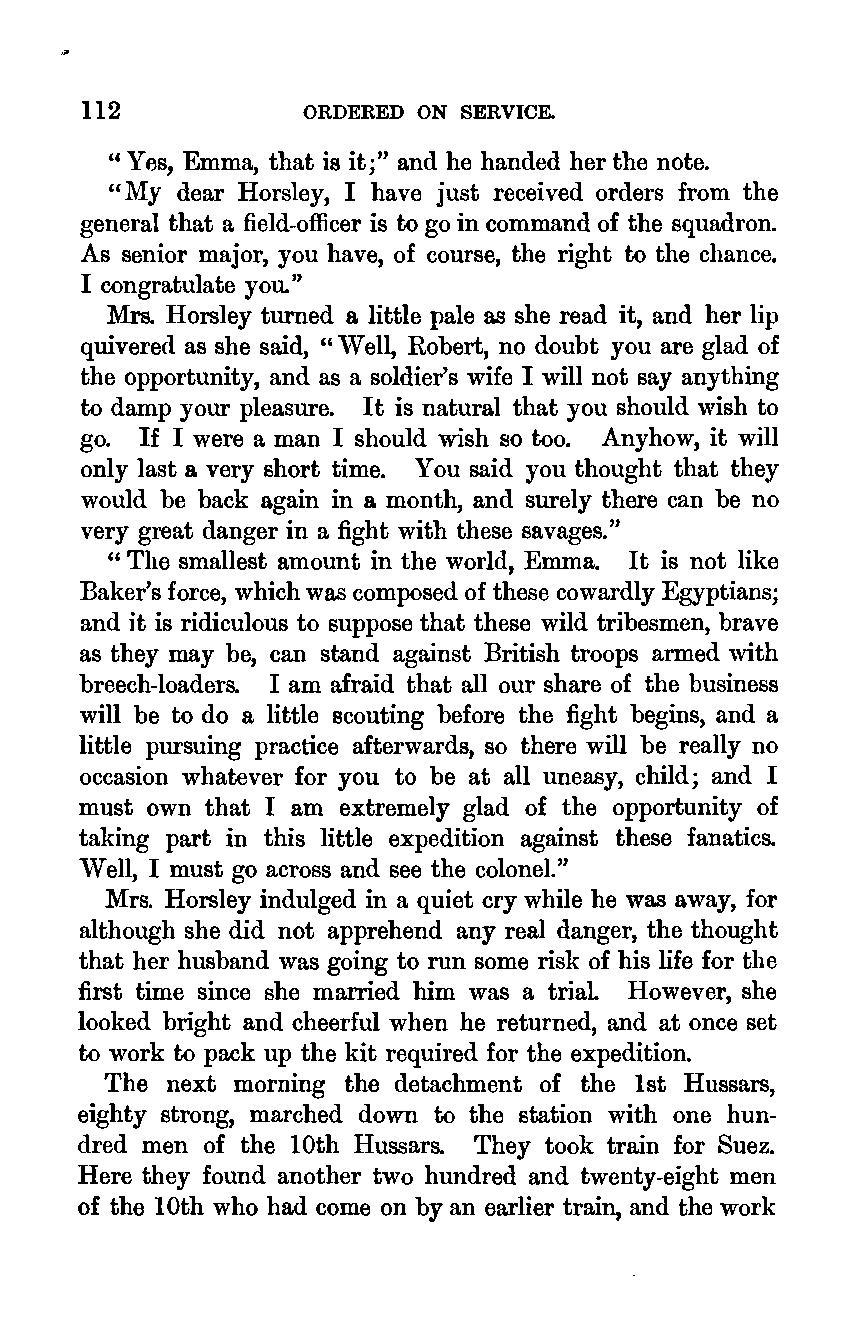 112 ORDERED ON SERVICE.
“Yes, Emma, that is it;” and he handed her the note.
“My dear Horsley, I have just received orders from the
general that a field-officer is to go in command of the squadron.
As senior major, you have, of course, the right to the chance.
I congratulate you.”
Mrs. Horsley turned a little pale as she read it, and her lip
quivered as she said, “Well, Robert, no doubt you are glad of
the opportunity, and as a soldier’s wife I will not say anything
to damp your pleasure. It is natural that you should wish to
go. If I were a man I should wish so too. Anyhow, it will
only last a very short time. You said you thought that they
would be back again in a month, and surely there can be no
very great danger in a fight with these savages.”
“The smallest amount in the world, Emma. It is not like
Baker’s force, which was composed of these cowardly Egyptians;
and it is ridiculous to suppose that these wild tribesmen, brave
as they may be, can stand against British troops armed with
breech-loaders. I am afraid that all our share of the business
will be to do a little scouting before the fight begins, and a
little pursuing practice afterwards, so there will be really no
occasion whatever for you to be at all uneasy, child; and I
must own that I am extremely glad of the opportunity of
taking part in this little expedition against these fanatics.
Well, I must go across and see the colonel.”
Mrs. Horsley indulged in a quiet cry while he was away, for
although she did not apprehend any real danger, the thought
that her husband was going to run some risk of his life for the
first time since she married him was a trial. However, she
looked bright and cheerful when he returned, and at once set
to work to pack up the kit required for the expedition.
The next morning the detachment of the 1st Hussars,
eighty strong, marched down to the station with one hun-
dred men of the 10th Hussars. They took train for Suez.
Here they found another two hundred and twenty-eight men
of the 10th who had come on by an earlier train, and the work